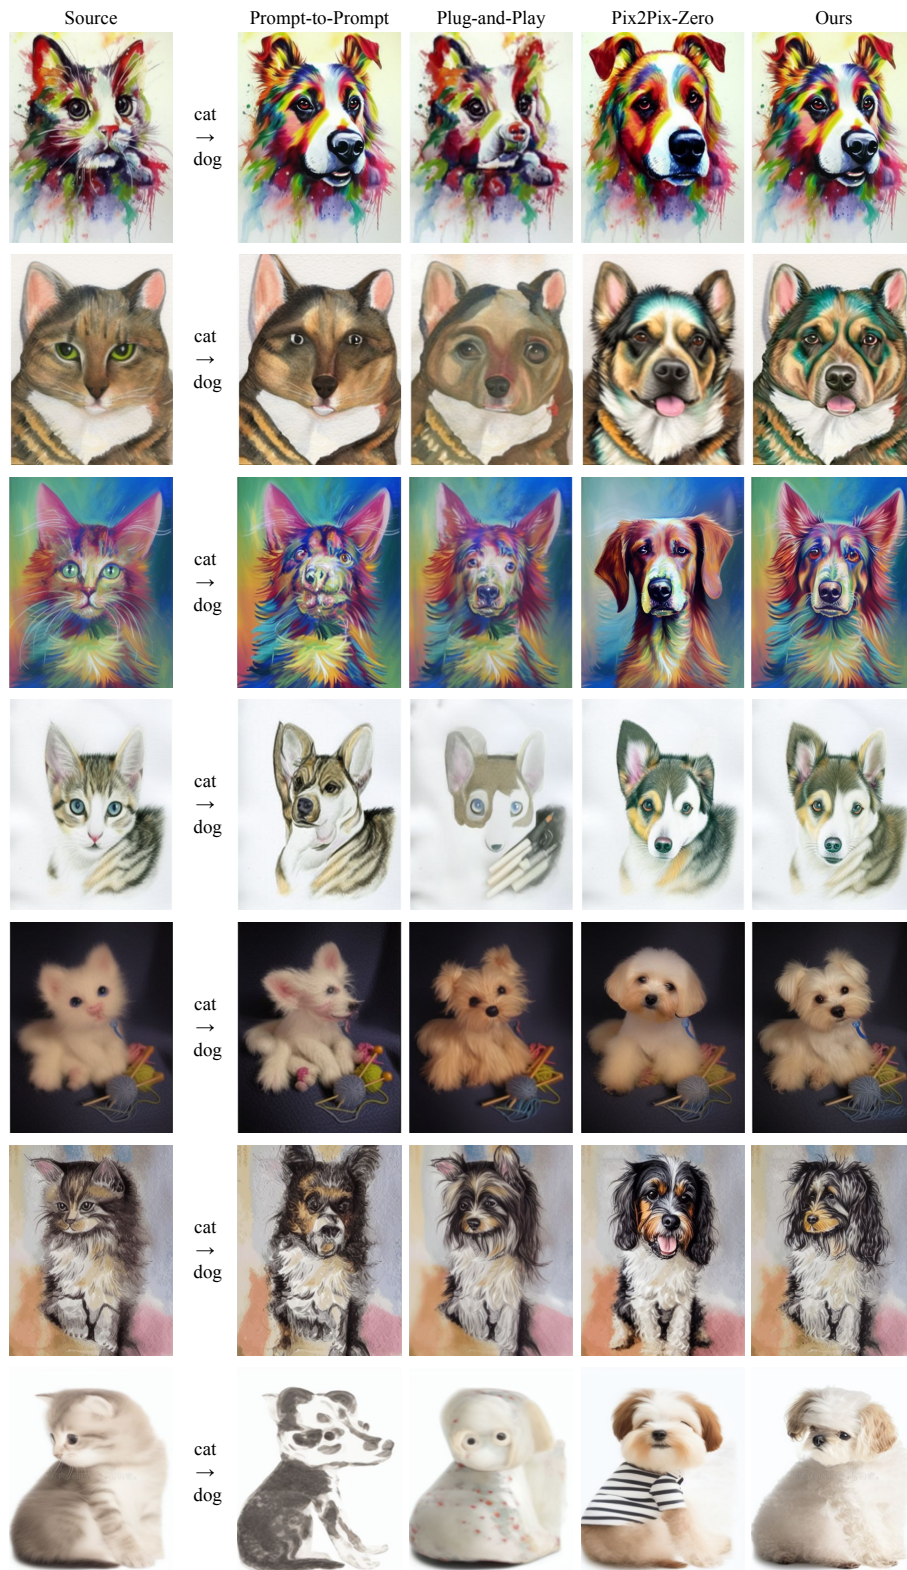 Source Prompt-to-Prompt Plug-and-Play Pix2Pix-Zero Ours
cat
→
dog
cat
→
dog
cat
→
dog
cat
→
dog
cat
→
dog
cat
→
dog
cat
→
dog